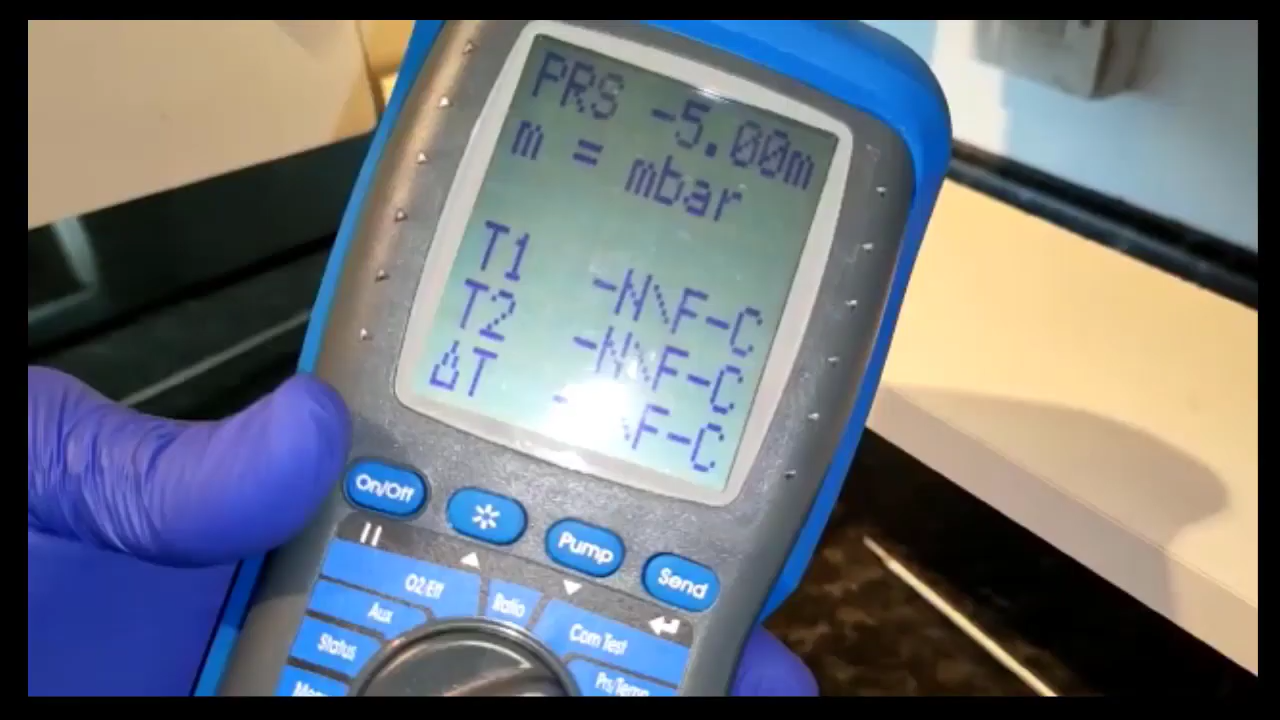 PRS -5.00m
m = mbar
T1 -N\F-C
T2 -N\F-C
ΔT - \F-C
On/Off
Pump
Send
O2/Eff
Ratio
Aux
Com Test
Status
Prs/Temp